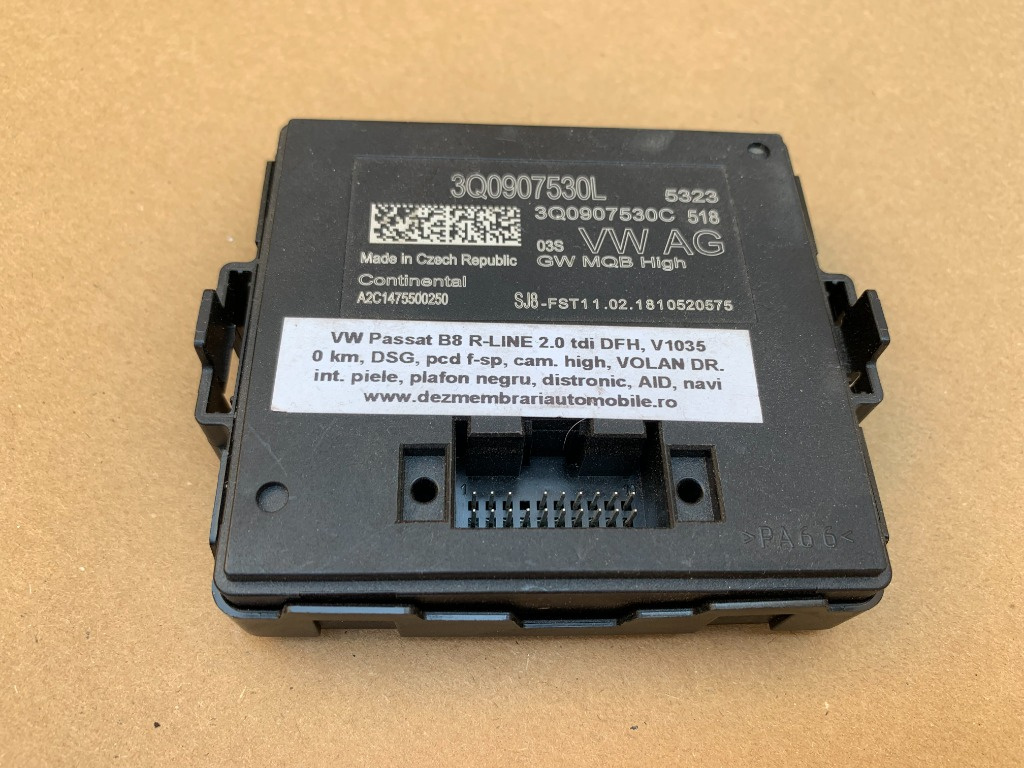 3Q0907530L 5323
3Q0907530C 518
03S VW AG
Made in Czech Republic GW MQB High
Continental
A2C1475500250 SJ8-FST11.02.1810520575
VW Passat B8 R-LINE 2.0 tdi DFH, V1035
0 km, DSG, pcd f-sp, cam. high, VOLAN DR.
int. piele, plafon negru, distronic, AID, navi
www.dezmembrariautomobile.ro
1
>PA66<